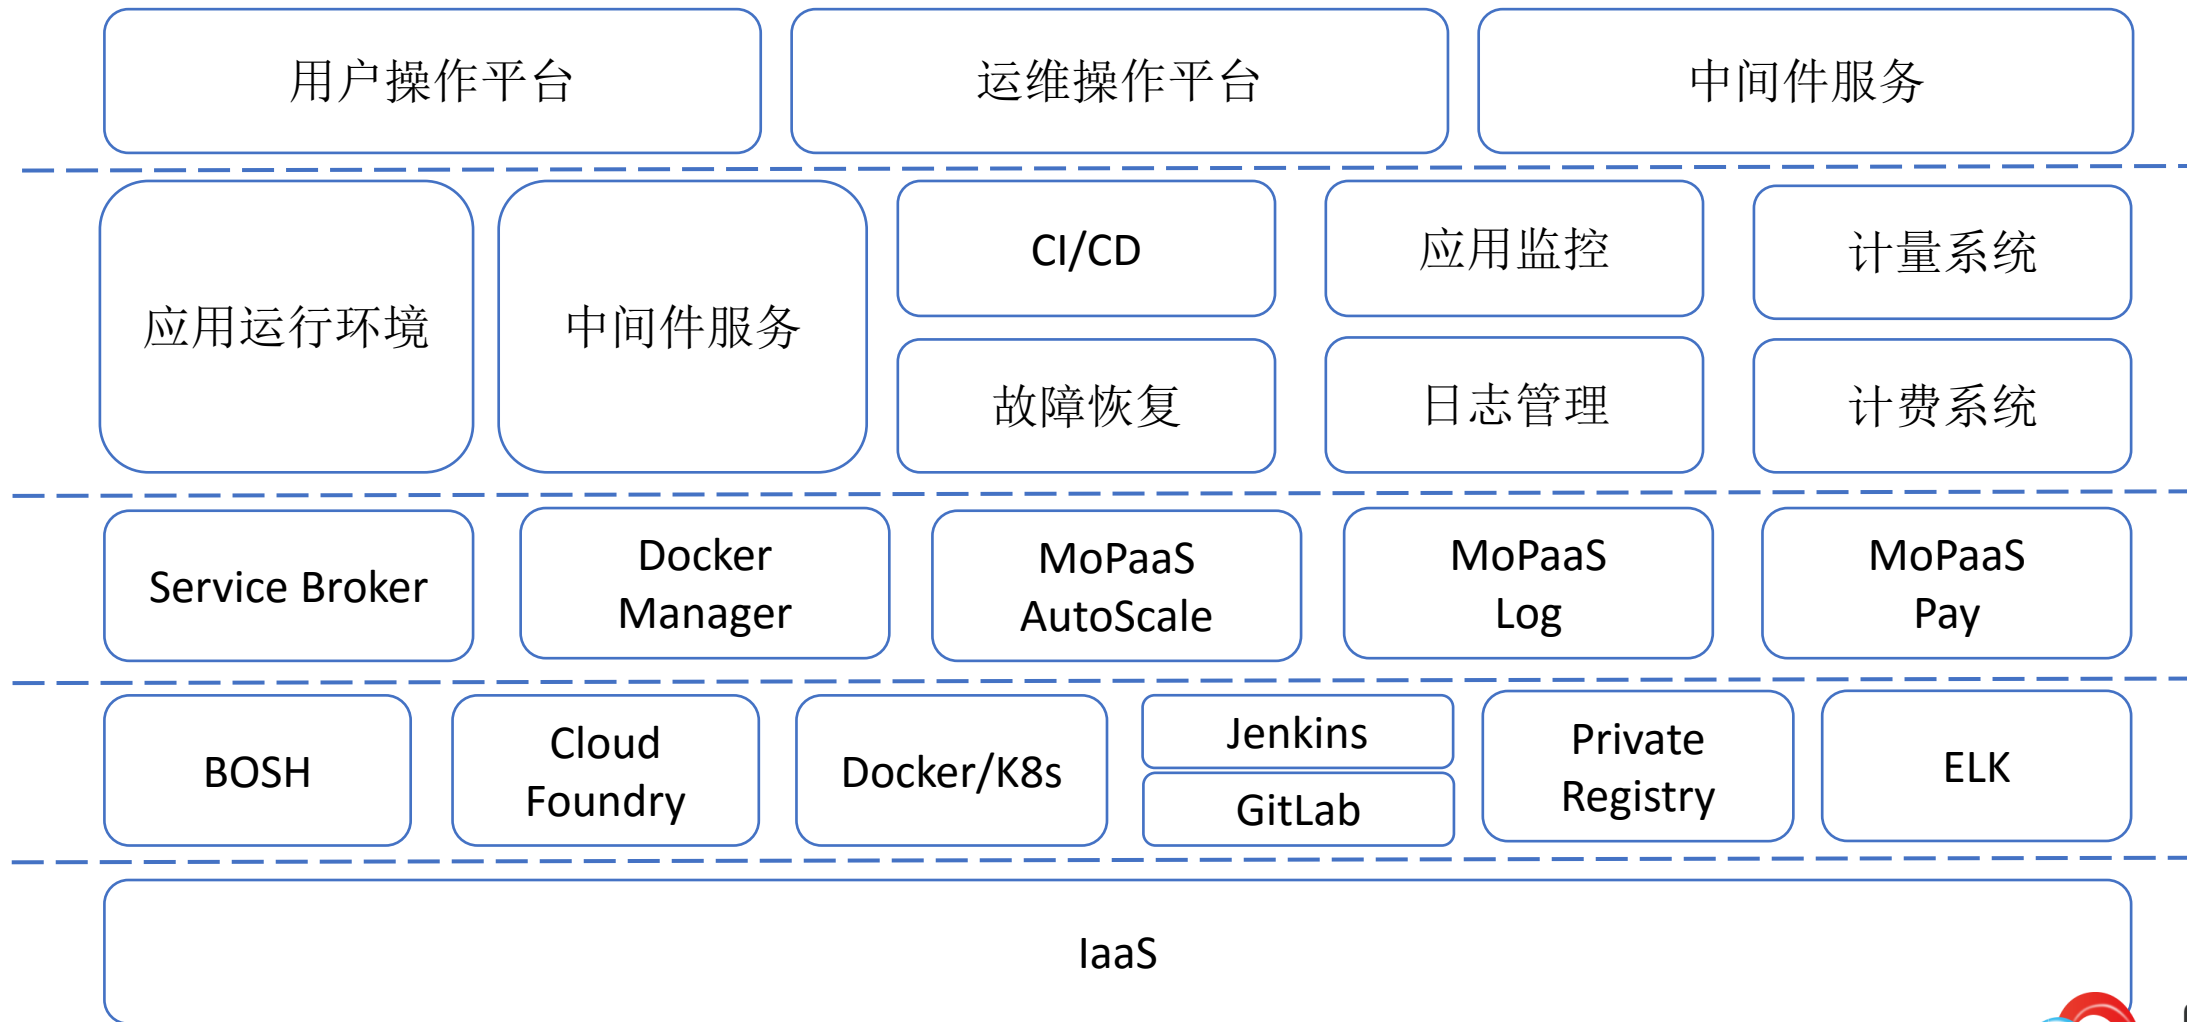 用户操作平台
运维操作平台
中间件服务
应用运行环境
中间件服务
CI/CD
应用监控
计量系统
故障恢复
日志管理
计费系统
Service Broker
Docker
Manager
MoPaaS
AutoScale
MoPaaS
Log
MoPaaS
Pay
BOSH
Cloud
Foundry
Docker/K8s
Jenkins
GitLab
Private
Registry
ELK
IaaS